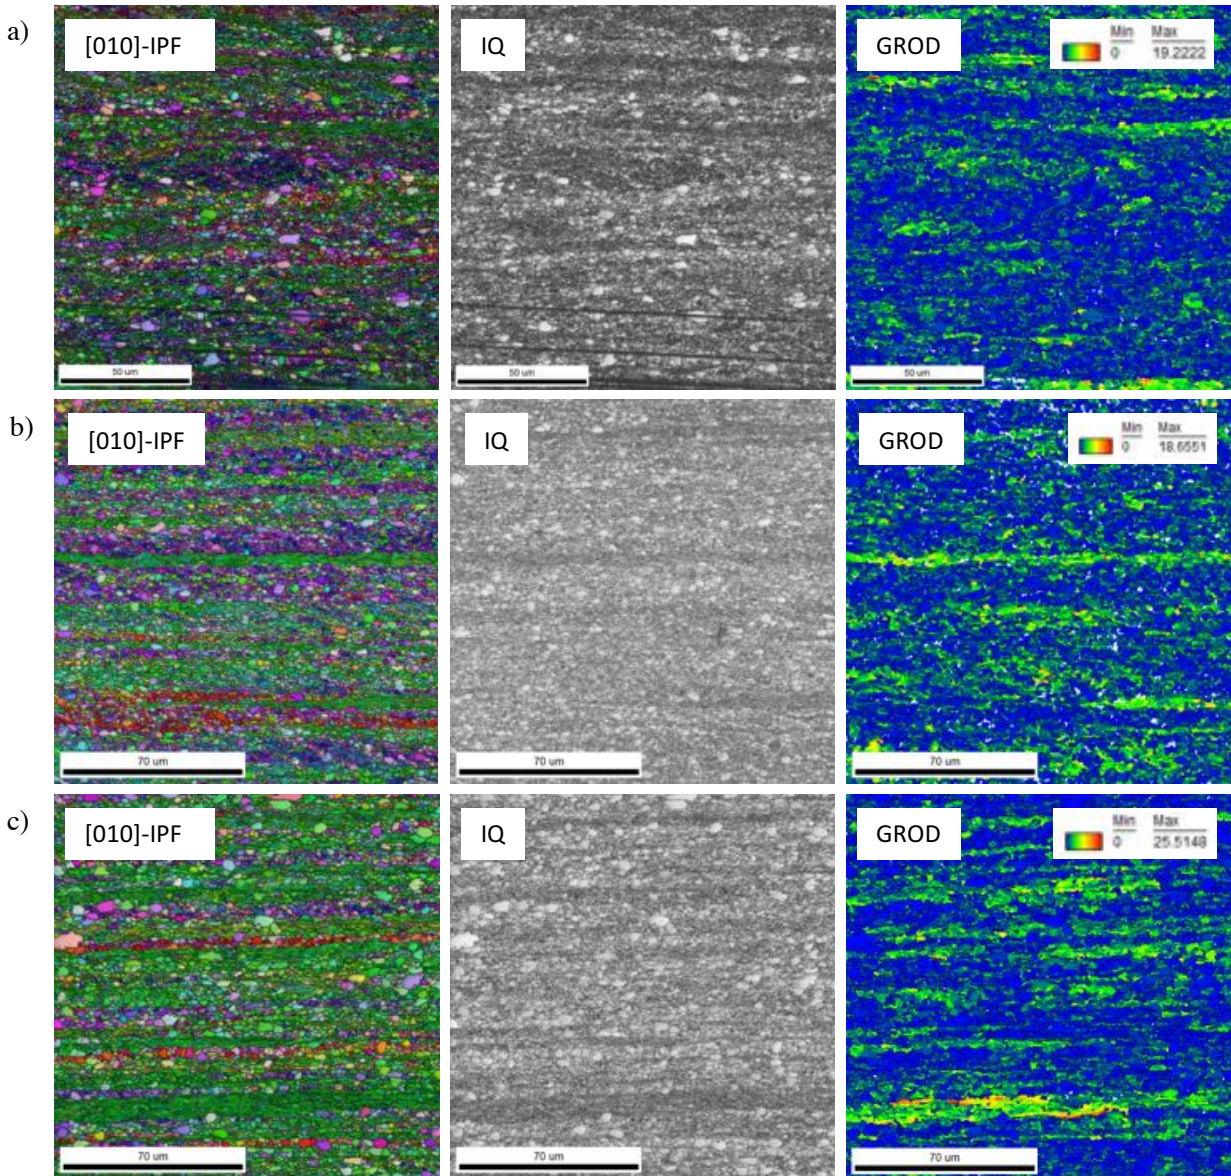 a)
[010]-IPF
IQ
GROD
Min Max
0 19.2222
50 um
50 um
50 um
b)
[010]-IPF
IQ
GROD
Min Max
0 18.6551
70 um
70 um
70 um
c)
[010]-IPF
IQ
GROD
Min Max
0 25.5148
70 um
70 um
70 um